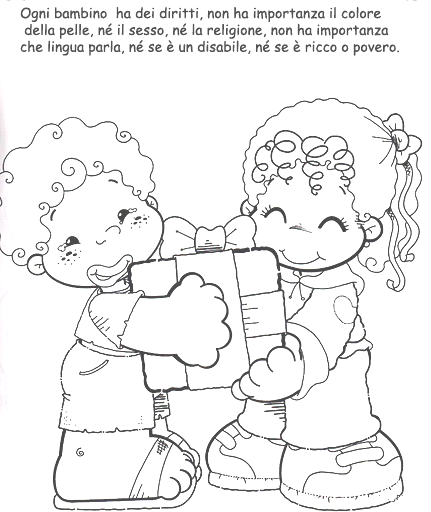 Ogni bambino ha dei diritti, non ha importanza il colore
della pelle, né il sesso, né la religione, non ha importanza
che lingua parla, né se è un disabile, né se è ricco o povero.